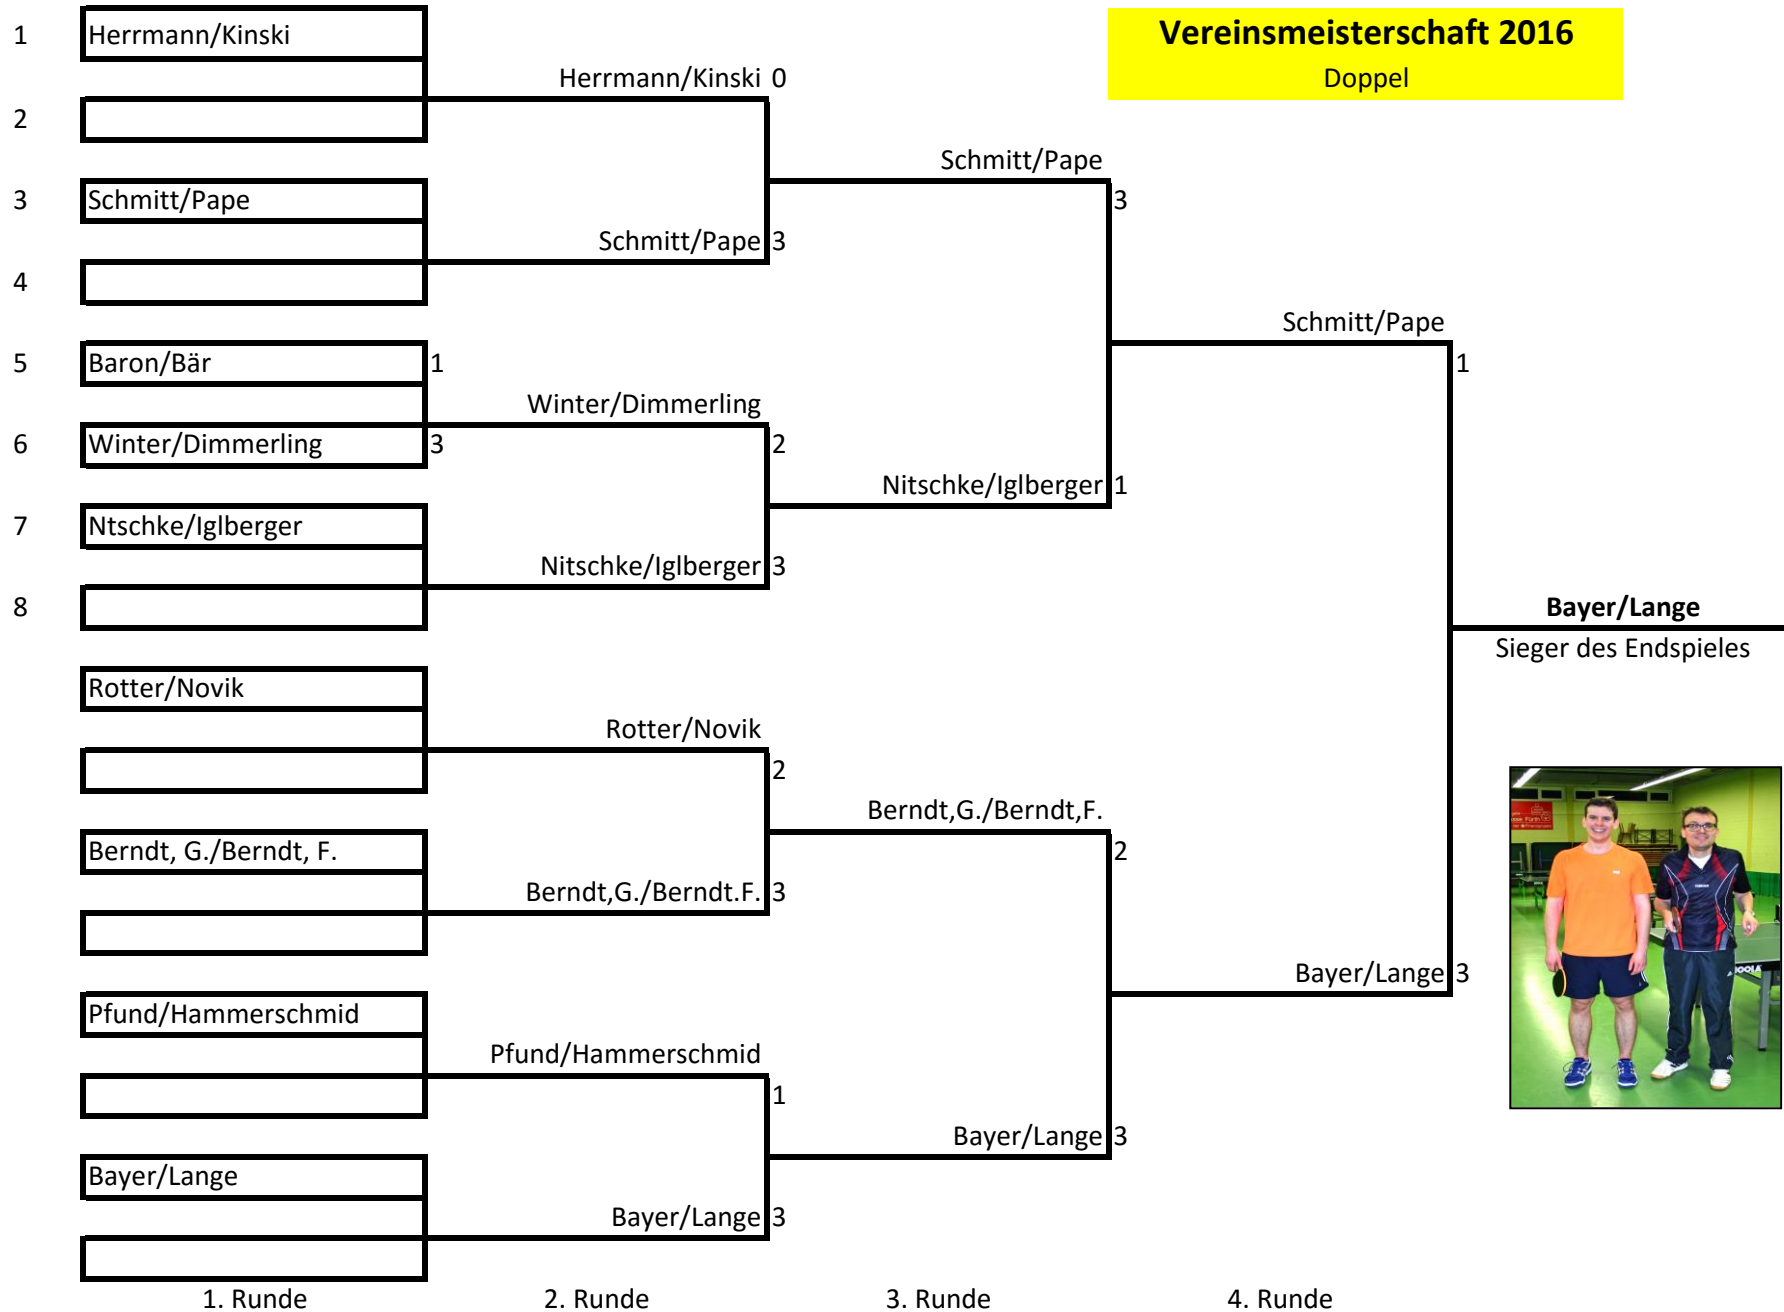 Vereinsmeisterschaft 2016
Doppel
1 Herrmann/Kinski
Herrmann/Kinski 0
2
Schmitt/Pape
3 Schmitt/Pape
3
Schmitt/Pape 3
4
Schmitt/Pape
5 Baron/Bär 1
1
Winter/Dimmerling
6 Winter/Dimmerling 3
2
Nitschke/Iglberger 1
7 Ntschke/Iglberger
Nitschke/Iglberger 3
8
Bayer/Lange
Sieger des Endspieles
Rotter/Novik
Rotter/Novik
2
Berndt,G./Berndt,F.
Berndt, G./Berndt, F.
2
Berndt,G./Berndt.F. 3
Bayer/Lange 3
JOOLA
Pfund/Hammerschmid
Pfund/Hammerschmid
1
Bayer/Lange 3
Bayer/Lange
Bayer/Lange 3
1. Runde 2. Runde 3. Runde 4. Runde